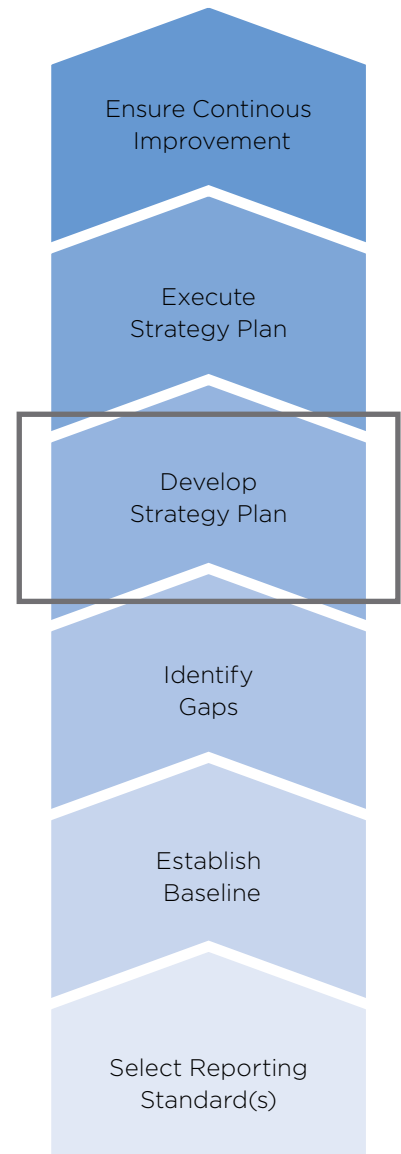 Ensure Continous
Improvement
Execute
Strategy Plan
Develop
Strategy Plan
Identify
Gaps
Establish
Baseline
Select Reporting
Standard(s)